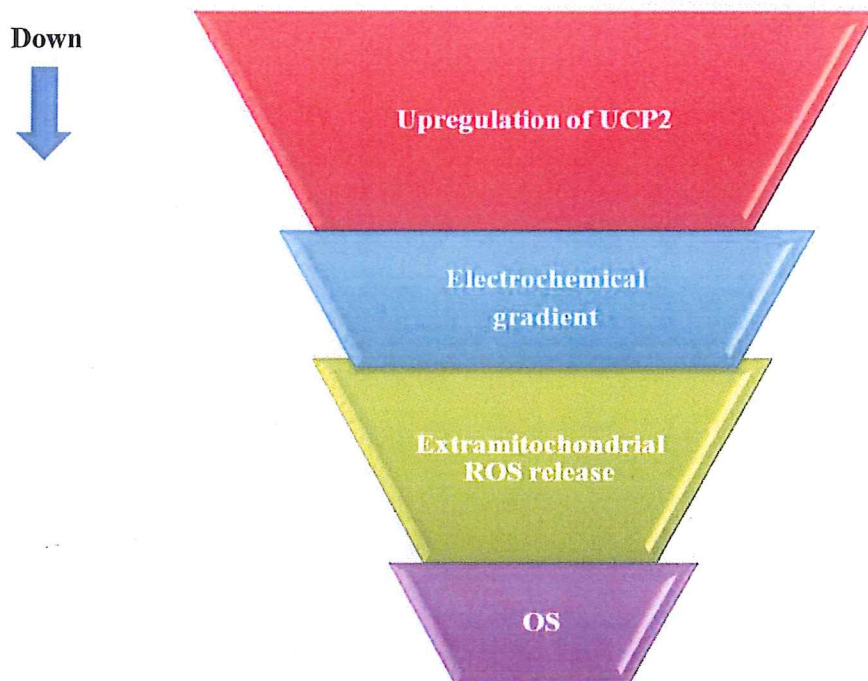 Down
Upregulation of UCP2
Electrochemical
gradient
Extramitochondrial
ROS release
OS